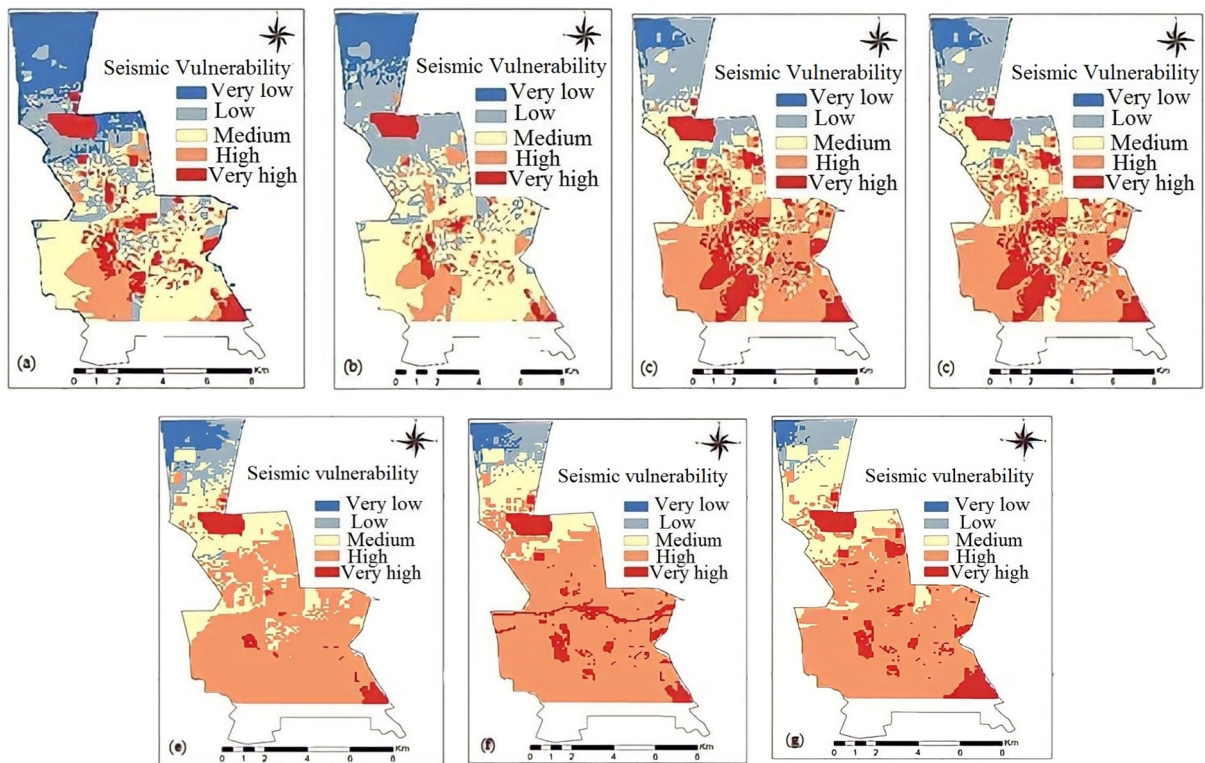 Seismic Vulnerability
Very low
Low
Medium
High
Very high
(a)
0 1 2 4 6 8 Km
Seismic Vulnerability
Very low
Low
Medium
High
Very high
(b)
0 1 2 4 6 8 Km
Seismic Vulnerability
Very low
Low
Medium
High
Very high
(c)
0 1 2 4 6 8 Km
Seismic Vulnerability
Very low
Low
Medium
High
Very high
(c)
0 1 2 4 6 8 Km
Seismic vulnerability
Very low
Low
Medium
High
Very high
(e)
0 1 2 4 6 8 Km
Seismic vulnerability
Very low
Low
Medium
High
Very high
(f)
0 1 2 4 6 8 Km
Seismic vulnerability
Very low
Low
Medium
High
Very high
(g)
0 1 2 4 6 8 Km